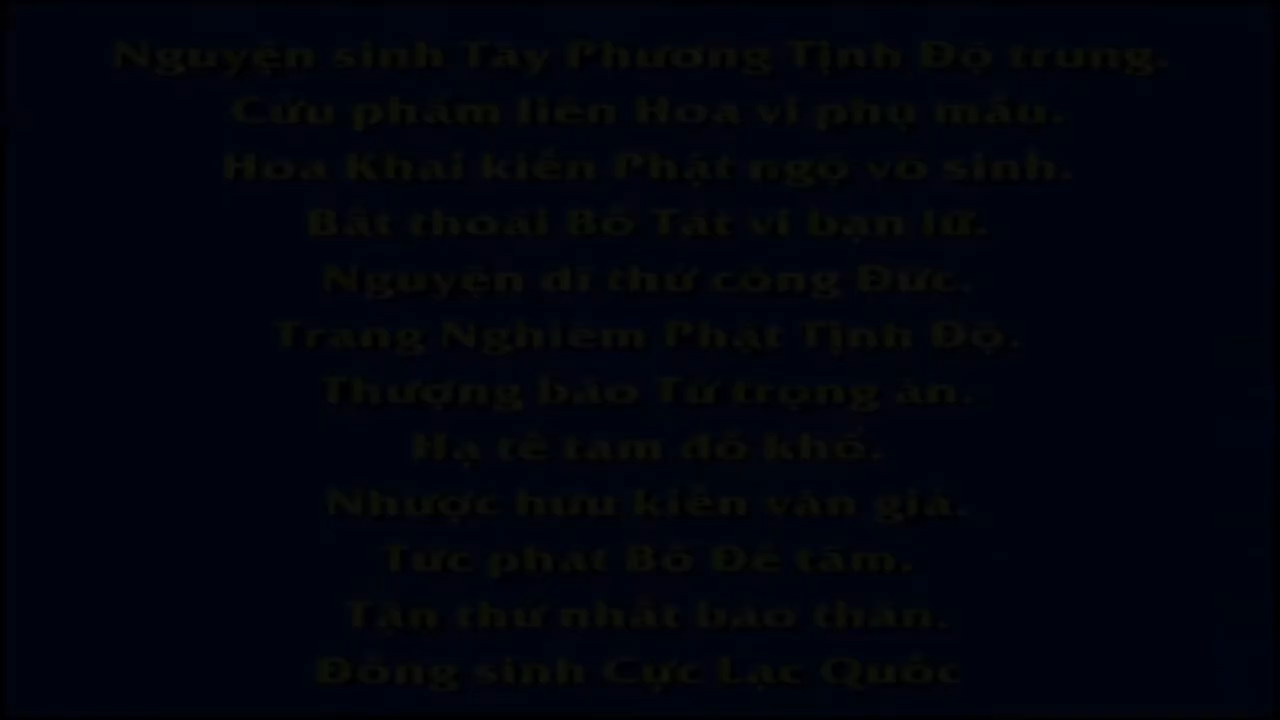 Nguyện sinh Tây Phương Tịnh Độ trung.
Cửu phẩm liên Hoa vi phụ mẫu.
Hoa Khai kiến Phật ngộ vô sinh.
Bất thoái Bồ Tát vi bạn lữ.
Nguyện dĩ thử công Đức.
Trang Nghiêm Phật Tịnh Độ.
Thượng báo Tứ trọng ân.
Hạ tế tam đồ khổ.
Nhược hữu kiến văn giả.
Tức phát Bồ Đề tâm.
Tận thử nhất báo thân.
Đồng sinh Cực Lạc Quốc